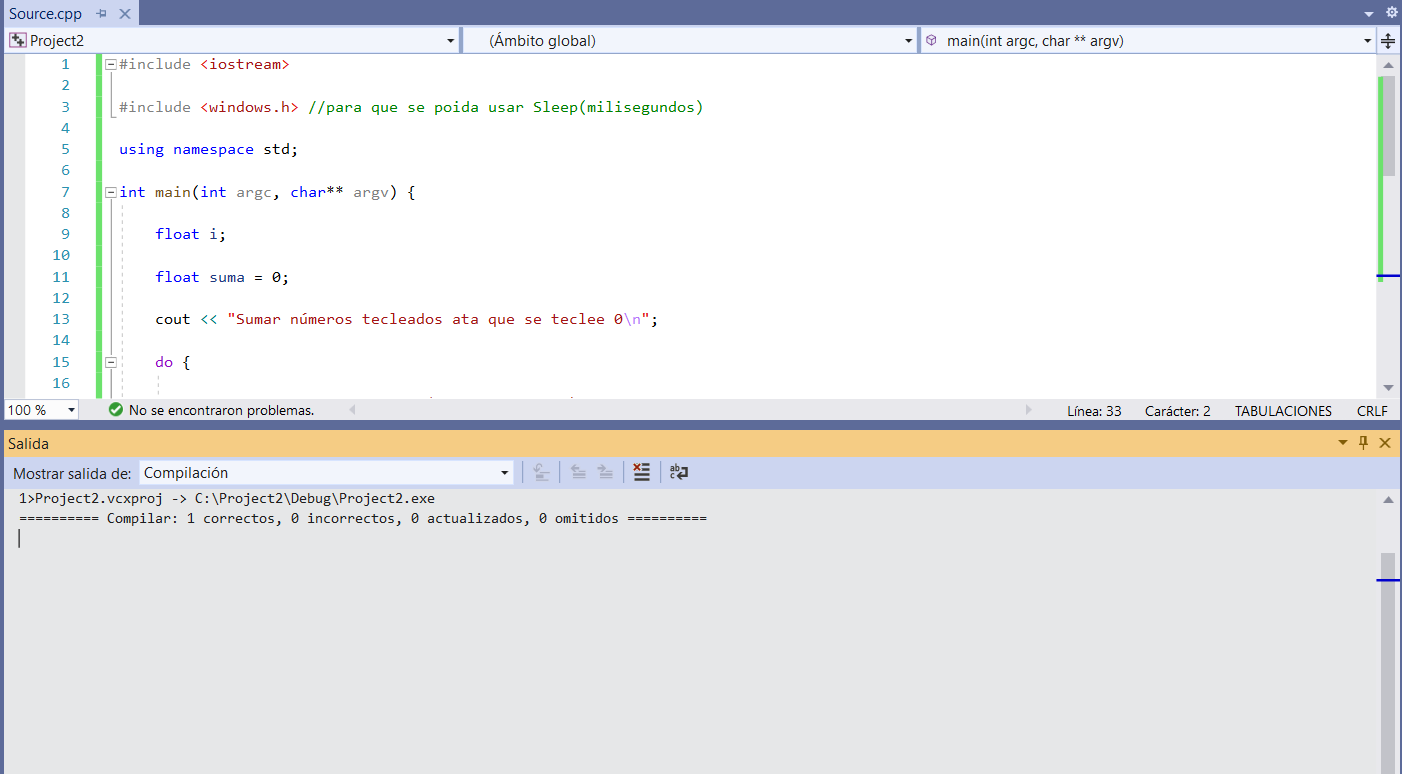 Source.cpp
Project2 (Ámbito global) main(int argc, char ** argv)
1 #include <iostream>
2
3 #include <windows.h> //para que se poida usar Sleep(milisegundos)
4
5 using namespace std;
6
7 int main(int argc, char** argv) {
8
9 float i;
10
11 float suma = 0;
12
13 cout << "Sumar números tecleados ata que se teclee 0\n";
14
15 do {
16
100 % No se encontraron problemas. Línea: 33 Carácter: 2 TABULACIONES CRLF
Salida
Mostrar salida de: Compilación
1>Project2.vcxproj -> C:\Project2\Debug\Project2.exe
========== Compilar: 1 correctos, 0 incorrectos, 0 actualizados, 0 omitidos ==========